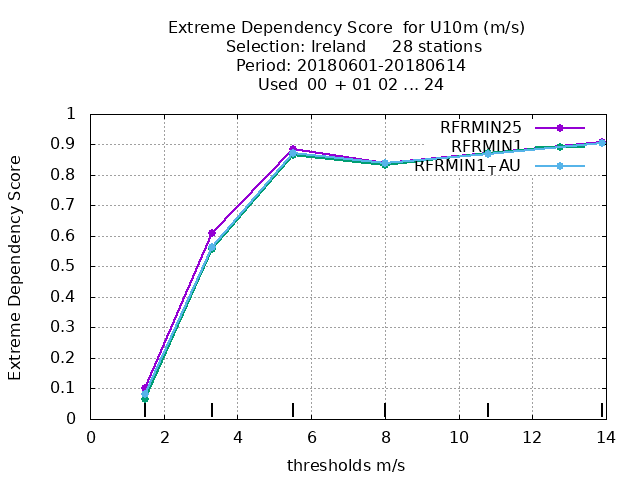 Extreme Dependency Score  for U10m (m/s)
Selection: Ireland     28 stations
Period: 20180601-20180614
Used  00 + 01 02 ... 24
Extreme Dependency Score
1
0.9
0.8
0.7
0.6
0.5
0.4
0.3
0.2
0.1
0
RFRMIN25
RFRMIN1
RFRMIN1TAU
0 2 4 6 8 10 12 14
thresholds m/s